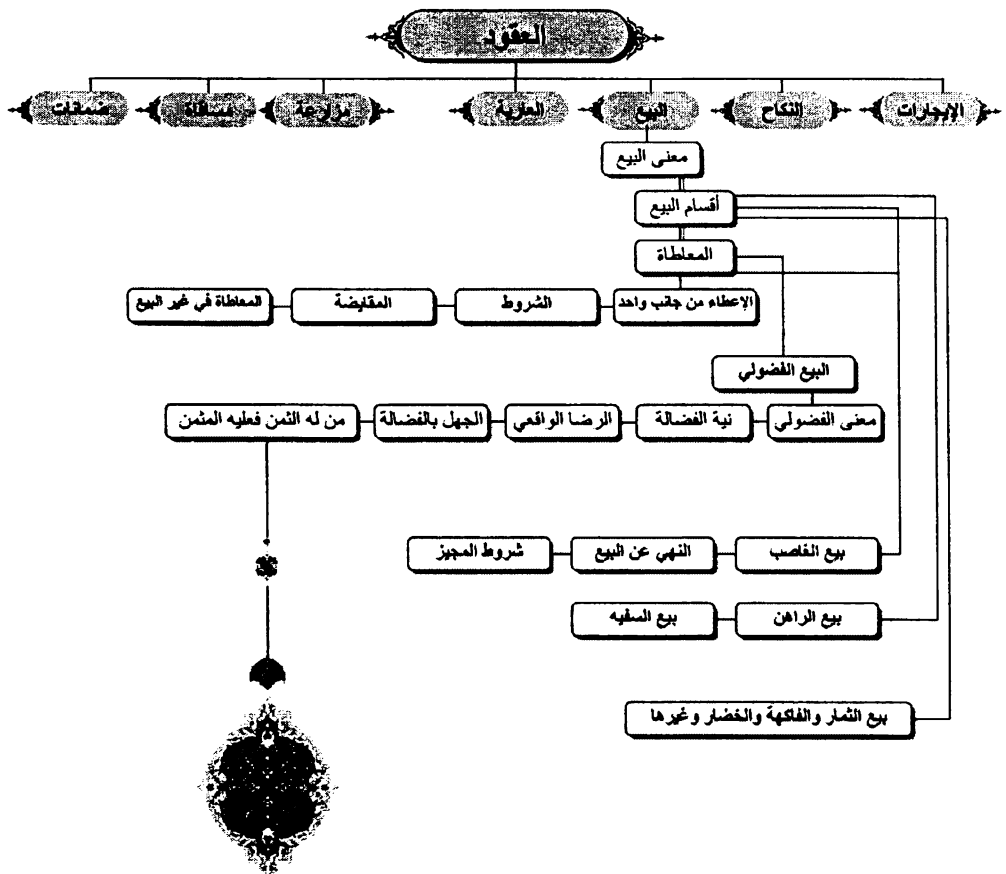 العقود
الإيجارات
النكاح
البيع
العارية
مزارعة
مساقاة
ضمانات
معنى البيع
أقسام البيع
المعاطاة
الإعطاء من جانب واحد
الشروط
المقايضة
المعاطاة في غير البيع
البيع الفضولي
معنى الفضولي
نية الفضالة
الرضا الواقعي
الجهل بالفضالة
من له الثمن فعليه المثمن
بيع الغاصب
النهي عن البيع
شروط المجيز
بيع الراهن
بيع السفيه
بيع الثمار والفاكهة والخضار وغيرها